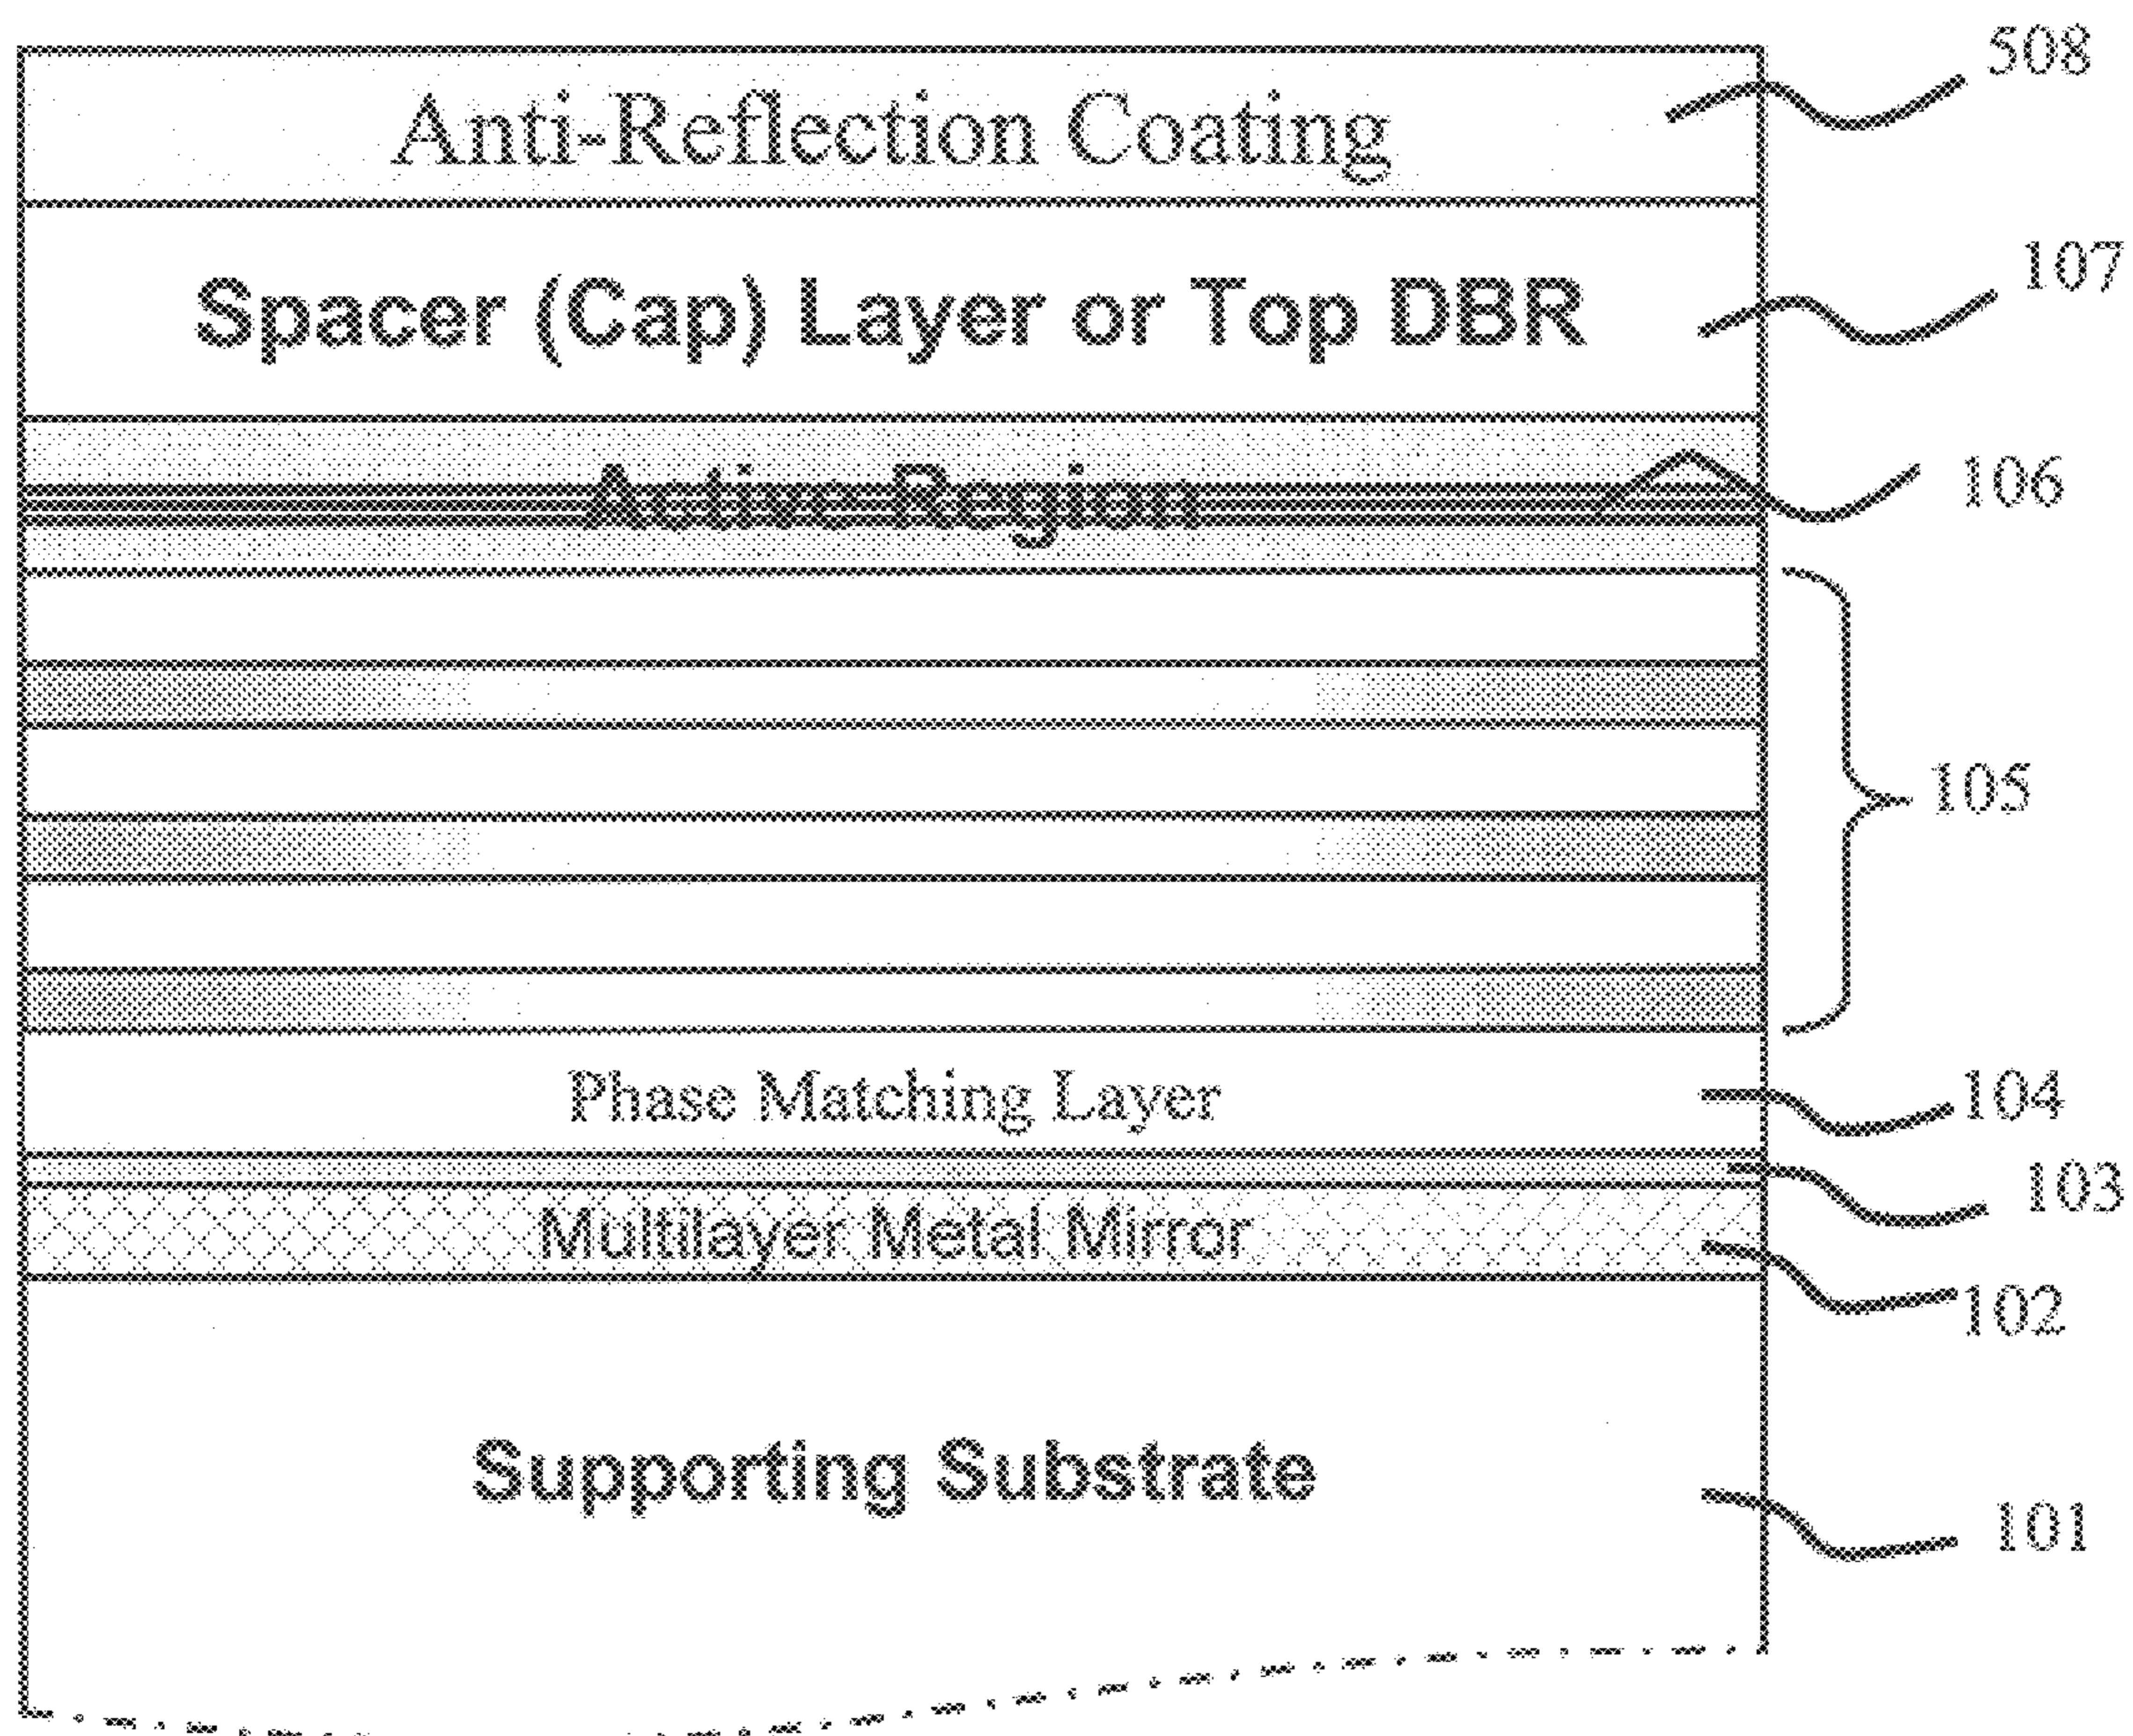 508
Anti-Reflection Coating
107
Spacer (Cap) Layer or Top DBR
106
Active Region
105
Phase Matching Layer
104
103
Multilayer Metal Mirror
102
Supporting Substrate
101